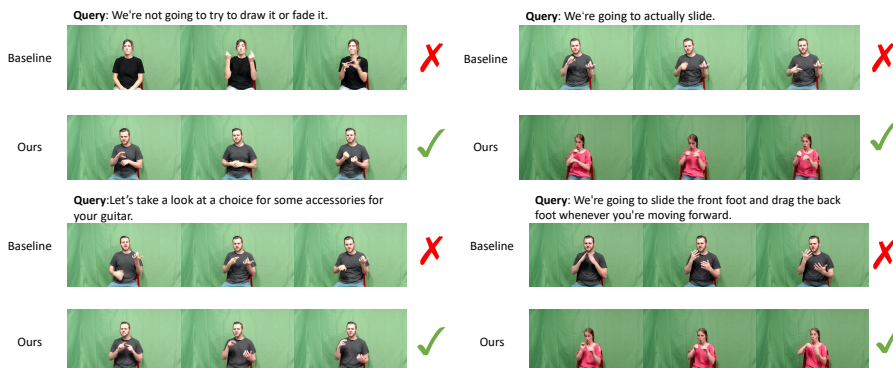 Query: We're not going to try to draw it or fade it.
Baseline
Ours
Query: We're going to actually slide.
Baseline
Ours
Query:Let's take a look at a choice for some accessories for
your guitar.
Baseline
Ours
Query: We're going to slide the front foot and drag the back
foot whenever you're moving forward.
Baseline
Ours